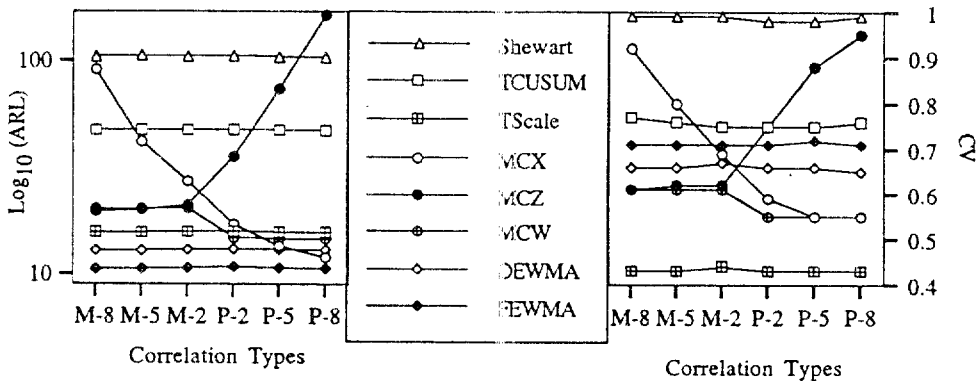 100
10
Log10 (ARL)
M-8 M-5 M-2 P-2 P-5 P-8
Correlation Types
Shewart
TCUSUM
TScale
MCX
MCZ
MCW
DEWMA
FEWMA
1
0.9
0.8
0.7
0.6
0.5
0.4
CV
M-8 M-5 M-2 P-2 P-5 P-8
Correlation Types